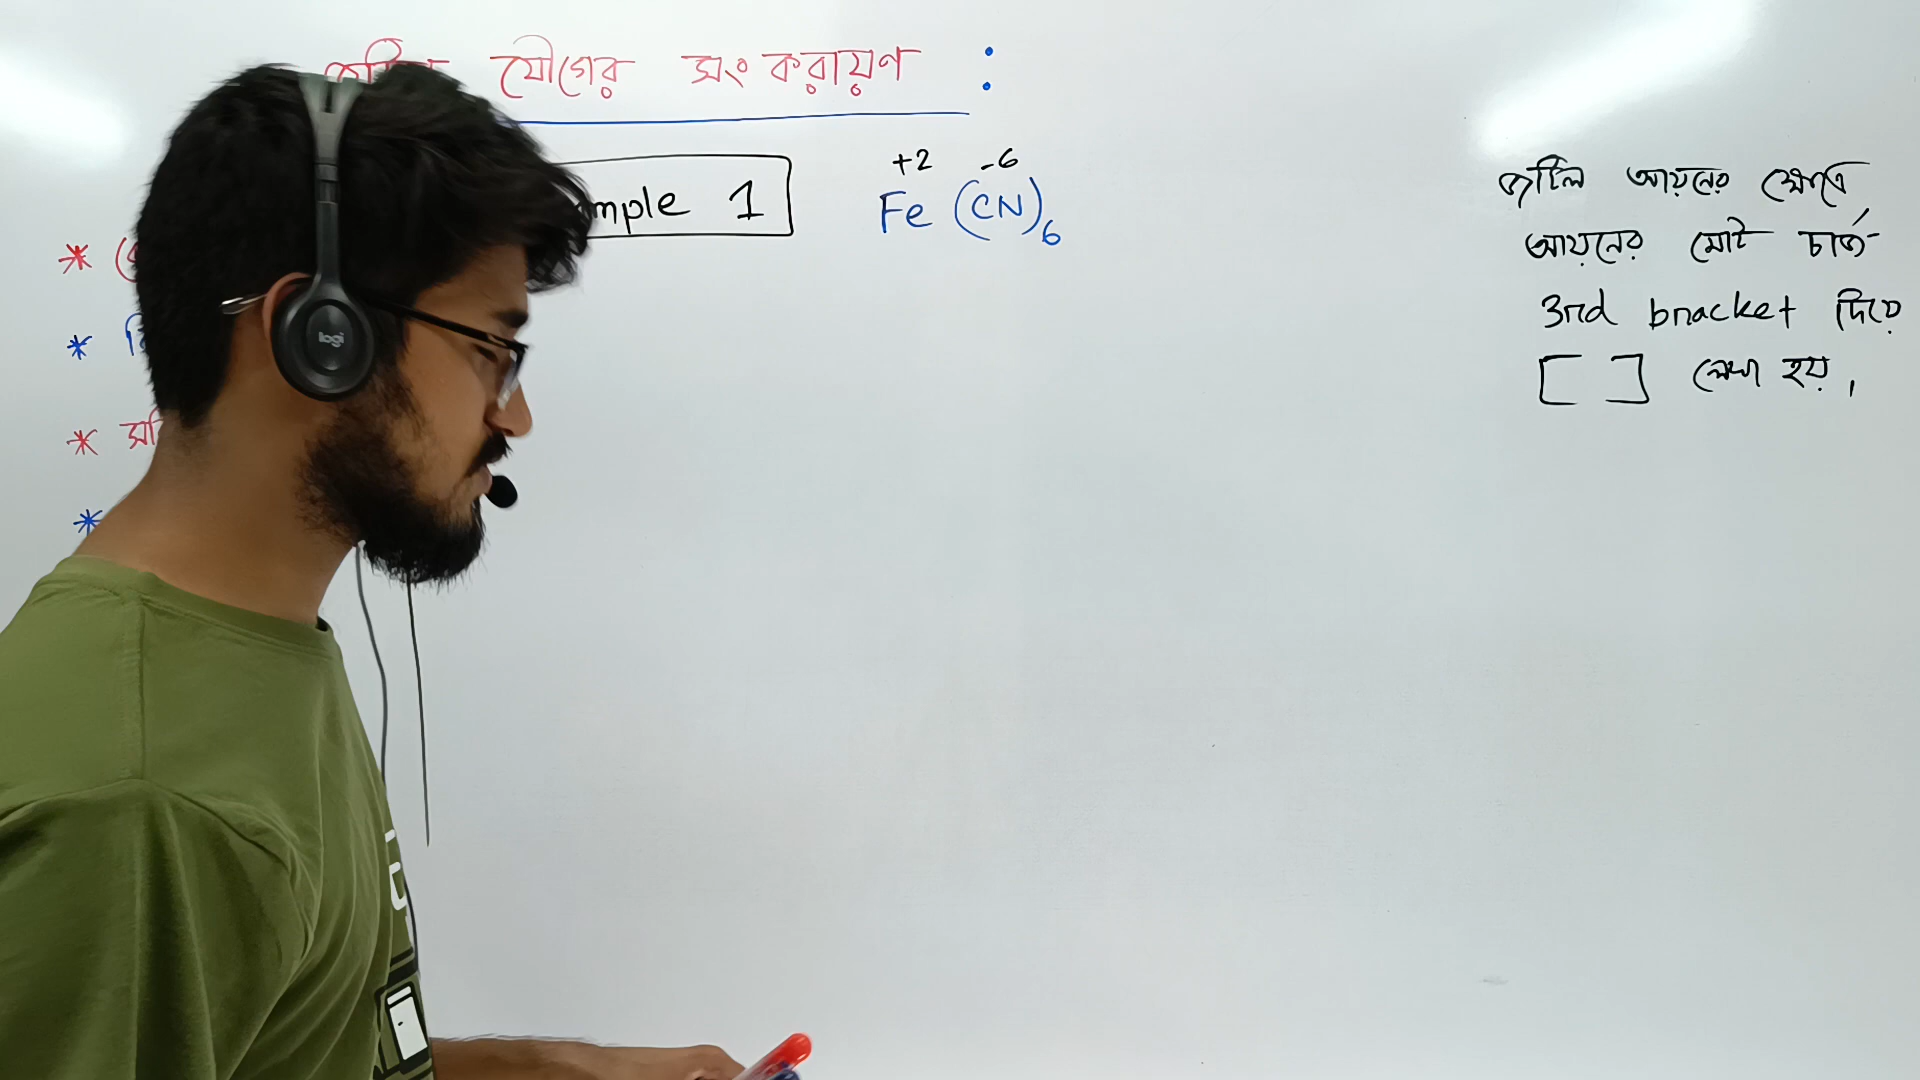 যৌগের সংকরায়ণ :
mple 1
+2 -6
Fe (CN)6
* 
*
*
*
জটিল আয়নের ক্ষেত্রে
আয়নের মোট চার্জ
3rd bracket দিয়ে
[ ] লেখা হয়।
logi